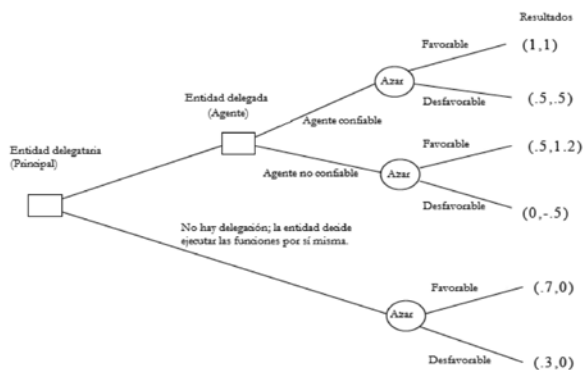 Resultados
Favorable
(1,1)
Azar
Entidad delegada
(Agente)
Desfavorable
(.5,.5)
Agente confiable
Entidad delegataria
(Principal)
Favorable
(.5,1.2)
Agente no confiable
Azar
Desfavorable
(0,-.5)
No hay delegación; la entidad decide
ejecutar las funciones por sí misma.
Favorable
(.7,0)
Azar
Desfavorable
(.3,0)